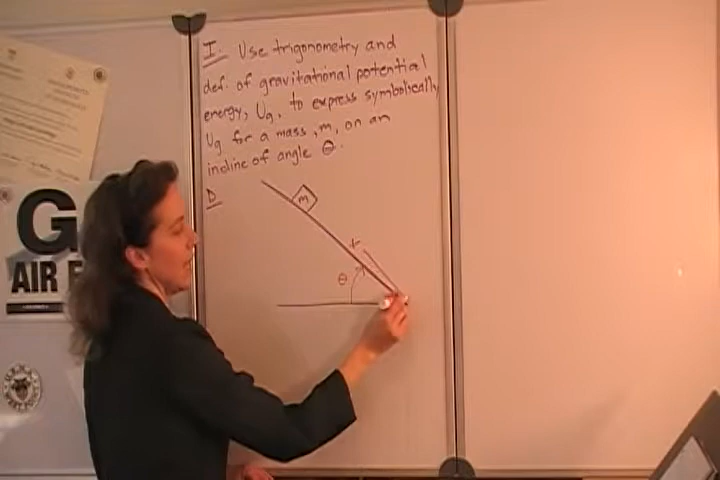 I. Use trigonometry and
def. of gravitational potential
energy, Ug, to express symbolically
Ug for a mass, m, on an
incline of angle Θ.
D
m
Θ
G
AIR F